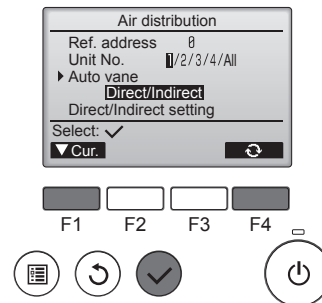 Air distribution
Ref. address 0
Unit No. 1/2/3/4/All
Auto vane
Direct/Indirect
Direct/Indirect setting
Select: ✓
▼Cur.
F1 F2 F3 F4